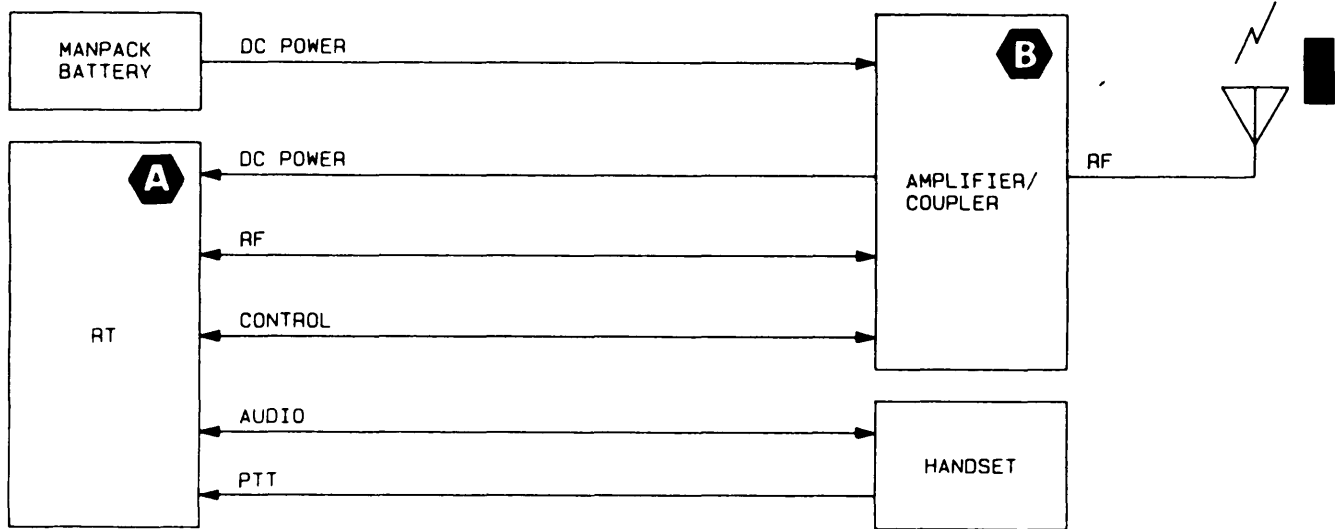 MANPACK
BATTERY
DC POWER
B
A
DC POWER
AMPLIFIER/
COUPLER
RF
RF
RT
CONTROL
AUDIO
HANDSET
PTT